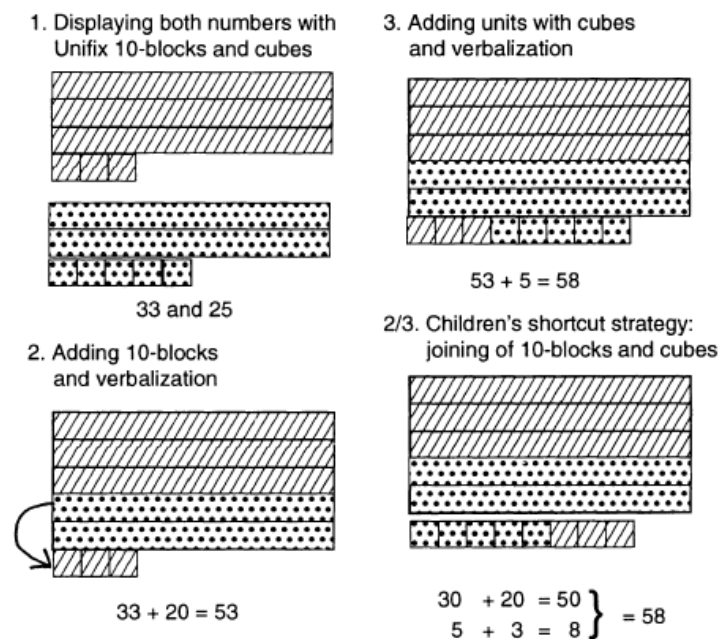 1. Displaying both numbers with
Unifix 10-blocks and cubes
33 and 25
2. Adding 10-blocks
and verbalization
33 + 20 = 53
3. Adding units with cubes
and verbalization
53 + 5 = 58
2/3. Children's shortcut strategy:
joining of 10-blocks and cubes
30 + 20 = 50
5 + 3 = 8
} = 58